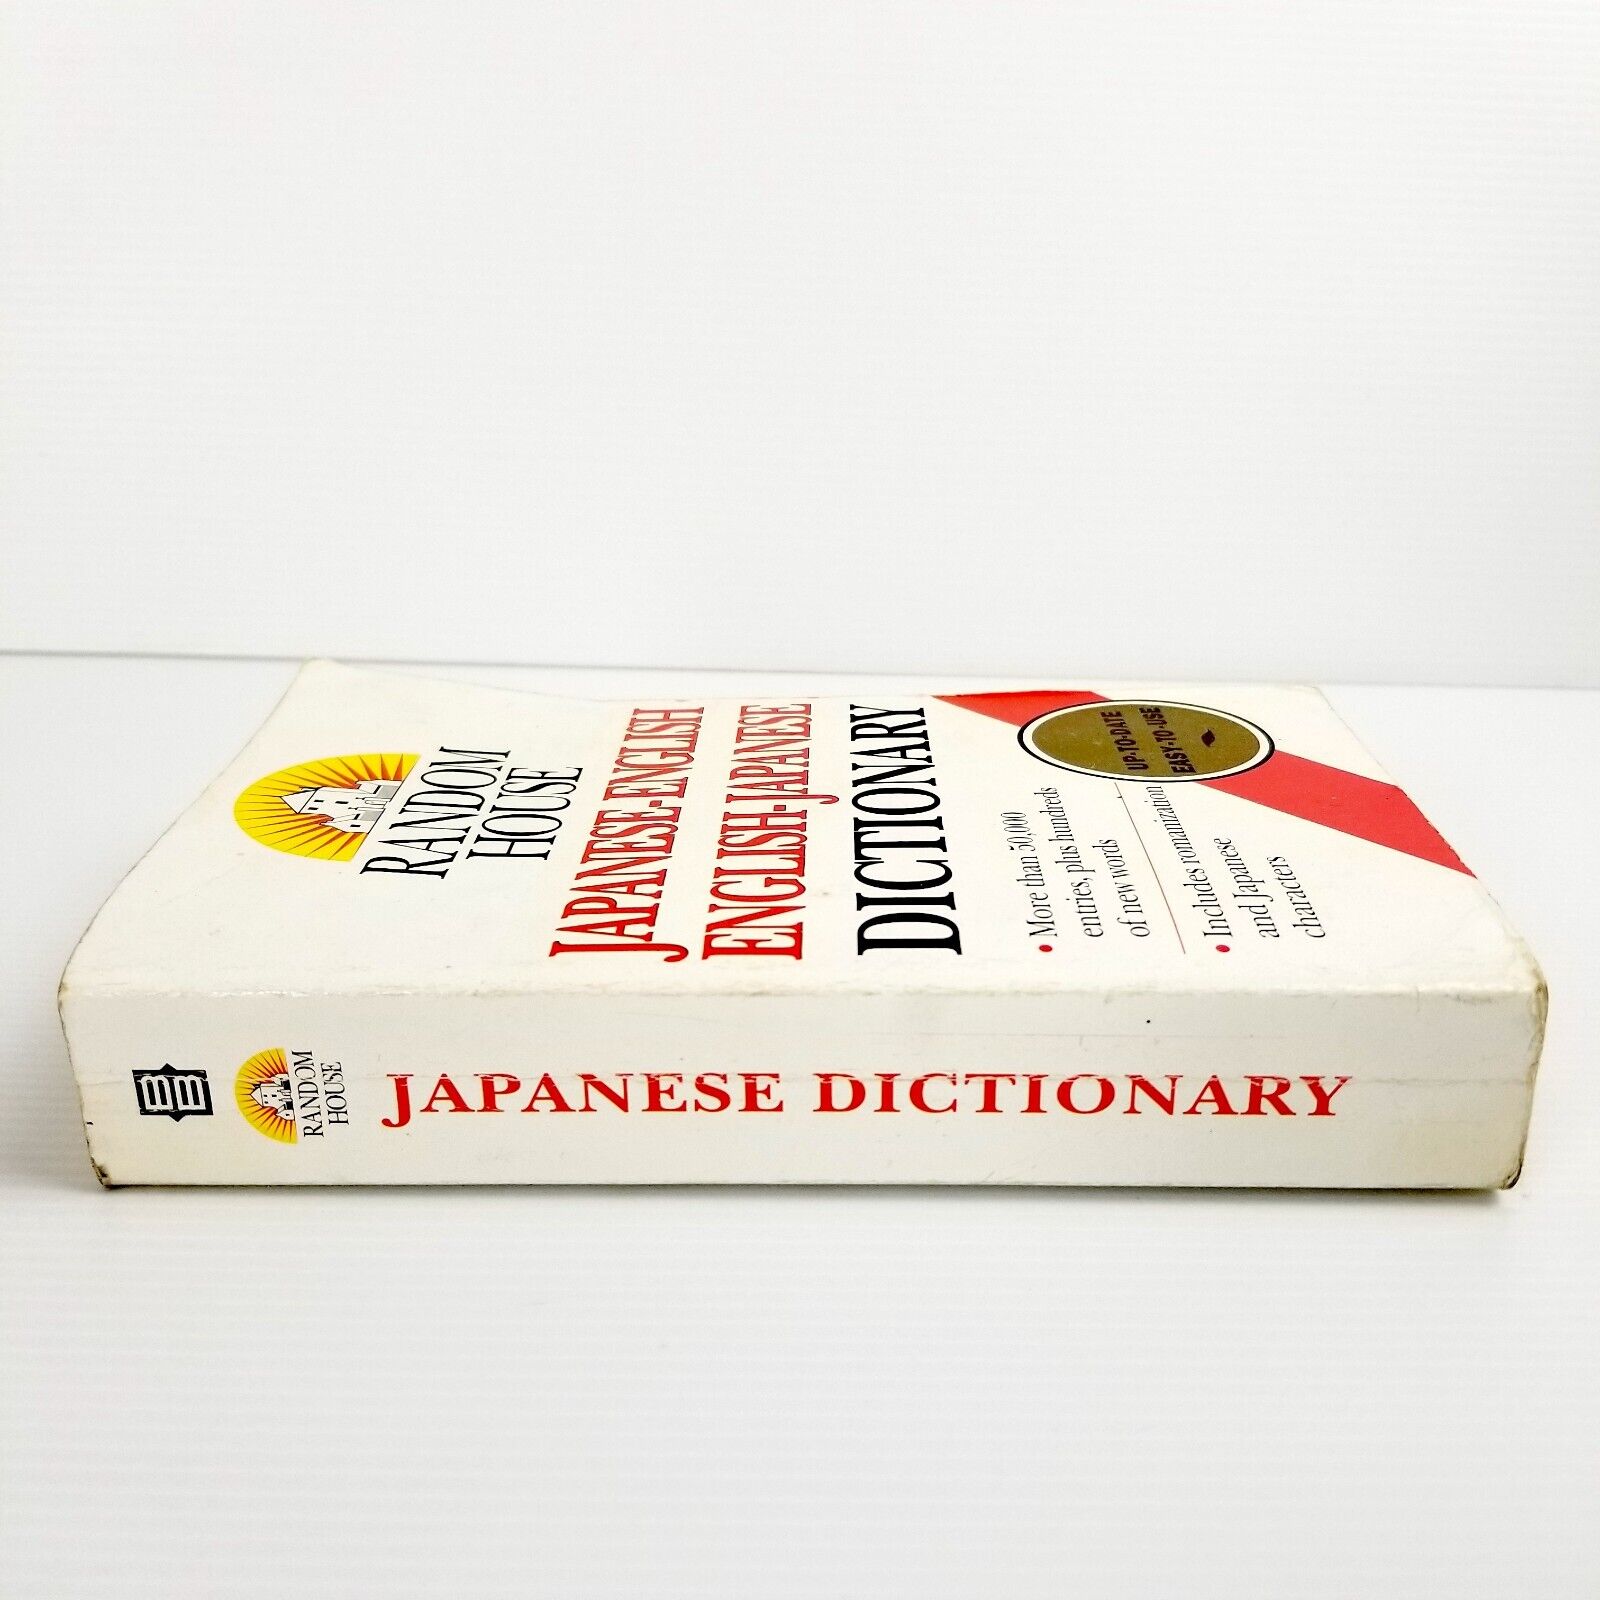 RANDOM
HOUSE
JAPANESE-ENGLISH
ENGLISH-JAPANESE
DICTIONARY
UP-TO-DATE
EASY-TO-USE
• More than 50,000
entries, plus hundreds
of new words
• Includes romanization
and Japanese
characters
RANDOM
HOUSE
JAPANESE DICTIONARY